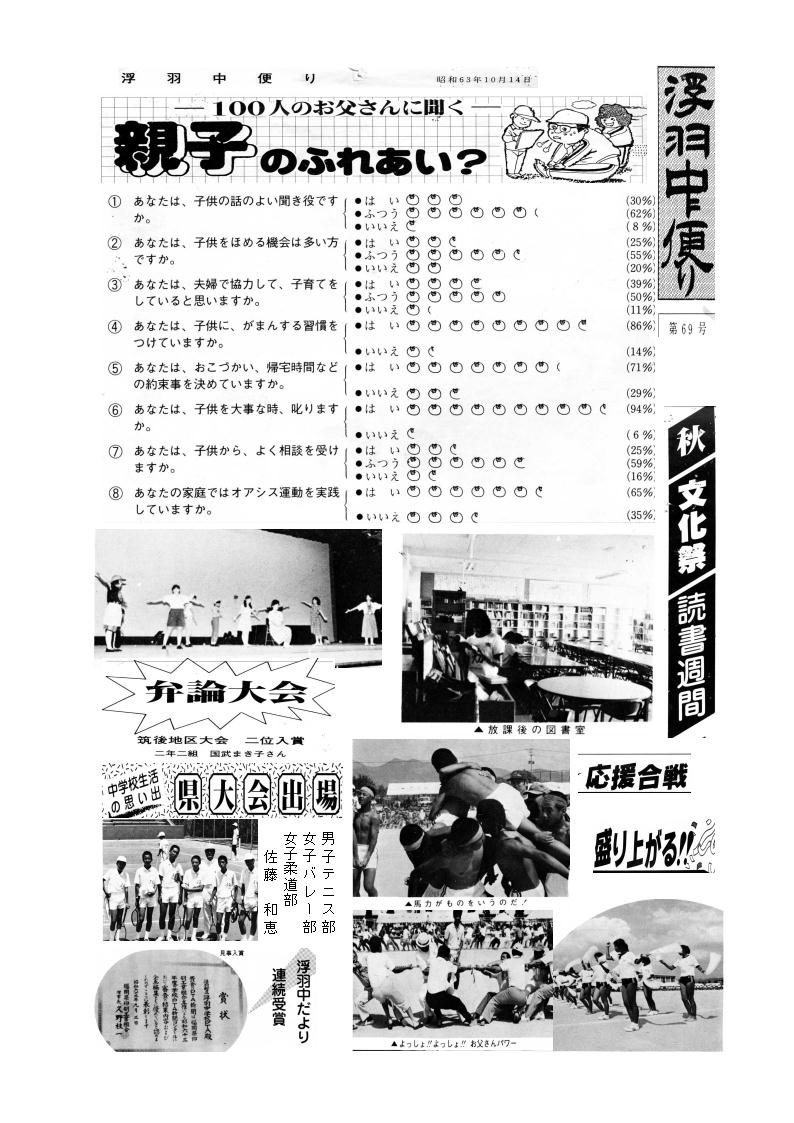 浮羽中便り
昭和63年10月14日
浮羽中便り
第69号
―100人のお父さんに聞く―
親子のふれあい?
① あなたは、子供の話のよい聞き役です
か。
●はい (30%)
●ふつう (62%)
●いいえ (8%)
② あなたは、子供をほめる機会は多い方
ですか。
●はい (25%)
●ふつう (55%)
●いいえ (20%)
③ あなたは、夫婦で協力して、子育てを
していると思いますか。
●はい (39%)
●ふつう (50%)
●いいえ (11%)
④ あなたは、子供に、がまんする習慣を
つけていますか。
●はい (86%)
●いいえ (14%)
⑤ あなたは、おこづかい、帰宅時間など
の約束事を決めていますか。
●はい (71%)
●いいえ (29%)
⑥ あなたは、子供を大事な時、叱ります
か。
●はい (94%)
●いいえ (6%)
⑦ あなたは、子供から、よく相談を受け
ますか。
●はい (25%)
●ふつう (59%)
●いいえ (16%)
⑧ あなたの家庭ではオアシス運動を実践
していますか。
●はい (65%)
●いいえ (35%)
秋
文化祭
読書週間
弁論大会
筑後地区大会 二位入賞
二年二組 国武まき子さん
▲放課後の図書室
中学校生活
の思い出
県大会出場
男子テニス部
女子バレー部
女子柔道部
佐藤 和恵
応援合戦
盛り上がる!!
▲馬力がものをいうのだ!
▲よっしょ!!よっしょ!! お父さんパワー
見事入賞
浮羽中だより
連続受賞
賞状